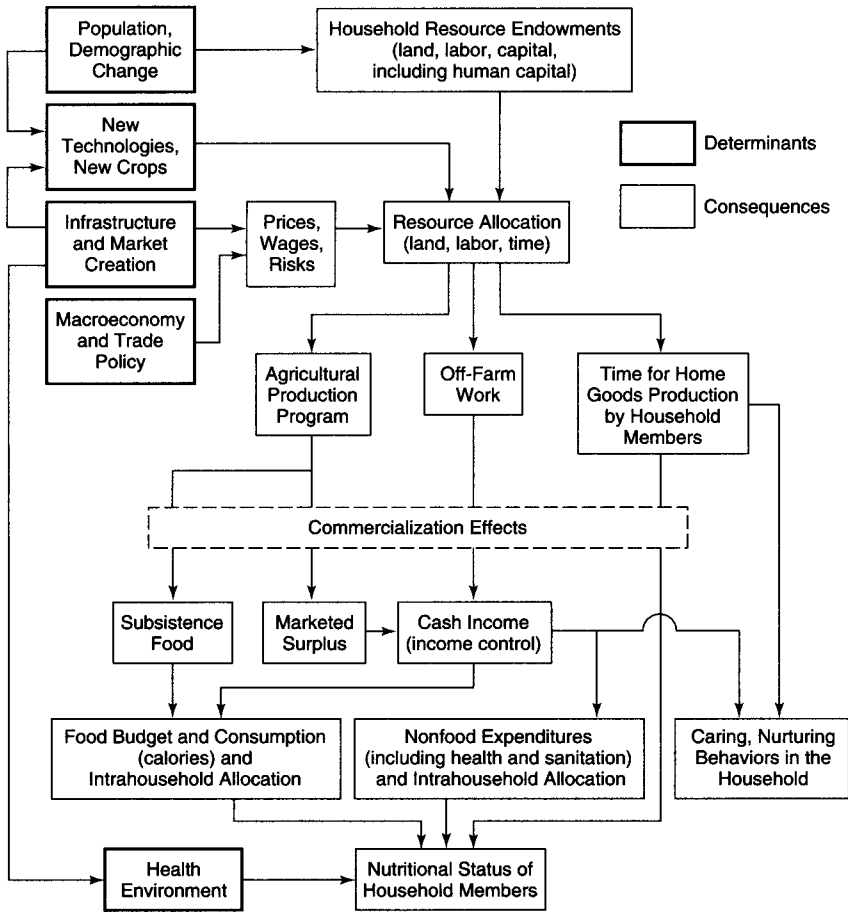 Population,
Demographic
Change
Household Resource Endowments
(land, labor, capital,
including human capital)
New
Technologies,
New Crops
Determinants
Consequences
Infrastructure
and Market
Creation
Prices,
Wages,
Risks
Resource Allocation
(land, labor, time)
Macroeconomy
and Trade
Policy
Agricultural
Production
Program
Off-Farm
Work
Time for Home
Goods Production
by Household
Members
Commercialization Effects
Subsistence
Food
Marketed
Surplus
Cash Income
(income control)
Food Budget and Consumption
(calories) and
Intrahousehold Allocation
Nonfood Expenditures
(including health and sanitation)
and Intrahousehold Allocation
Caring, Nurturing
Behaviors in the
Household
Health
Environment
Nutritional Status of
Household Members